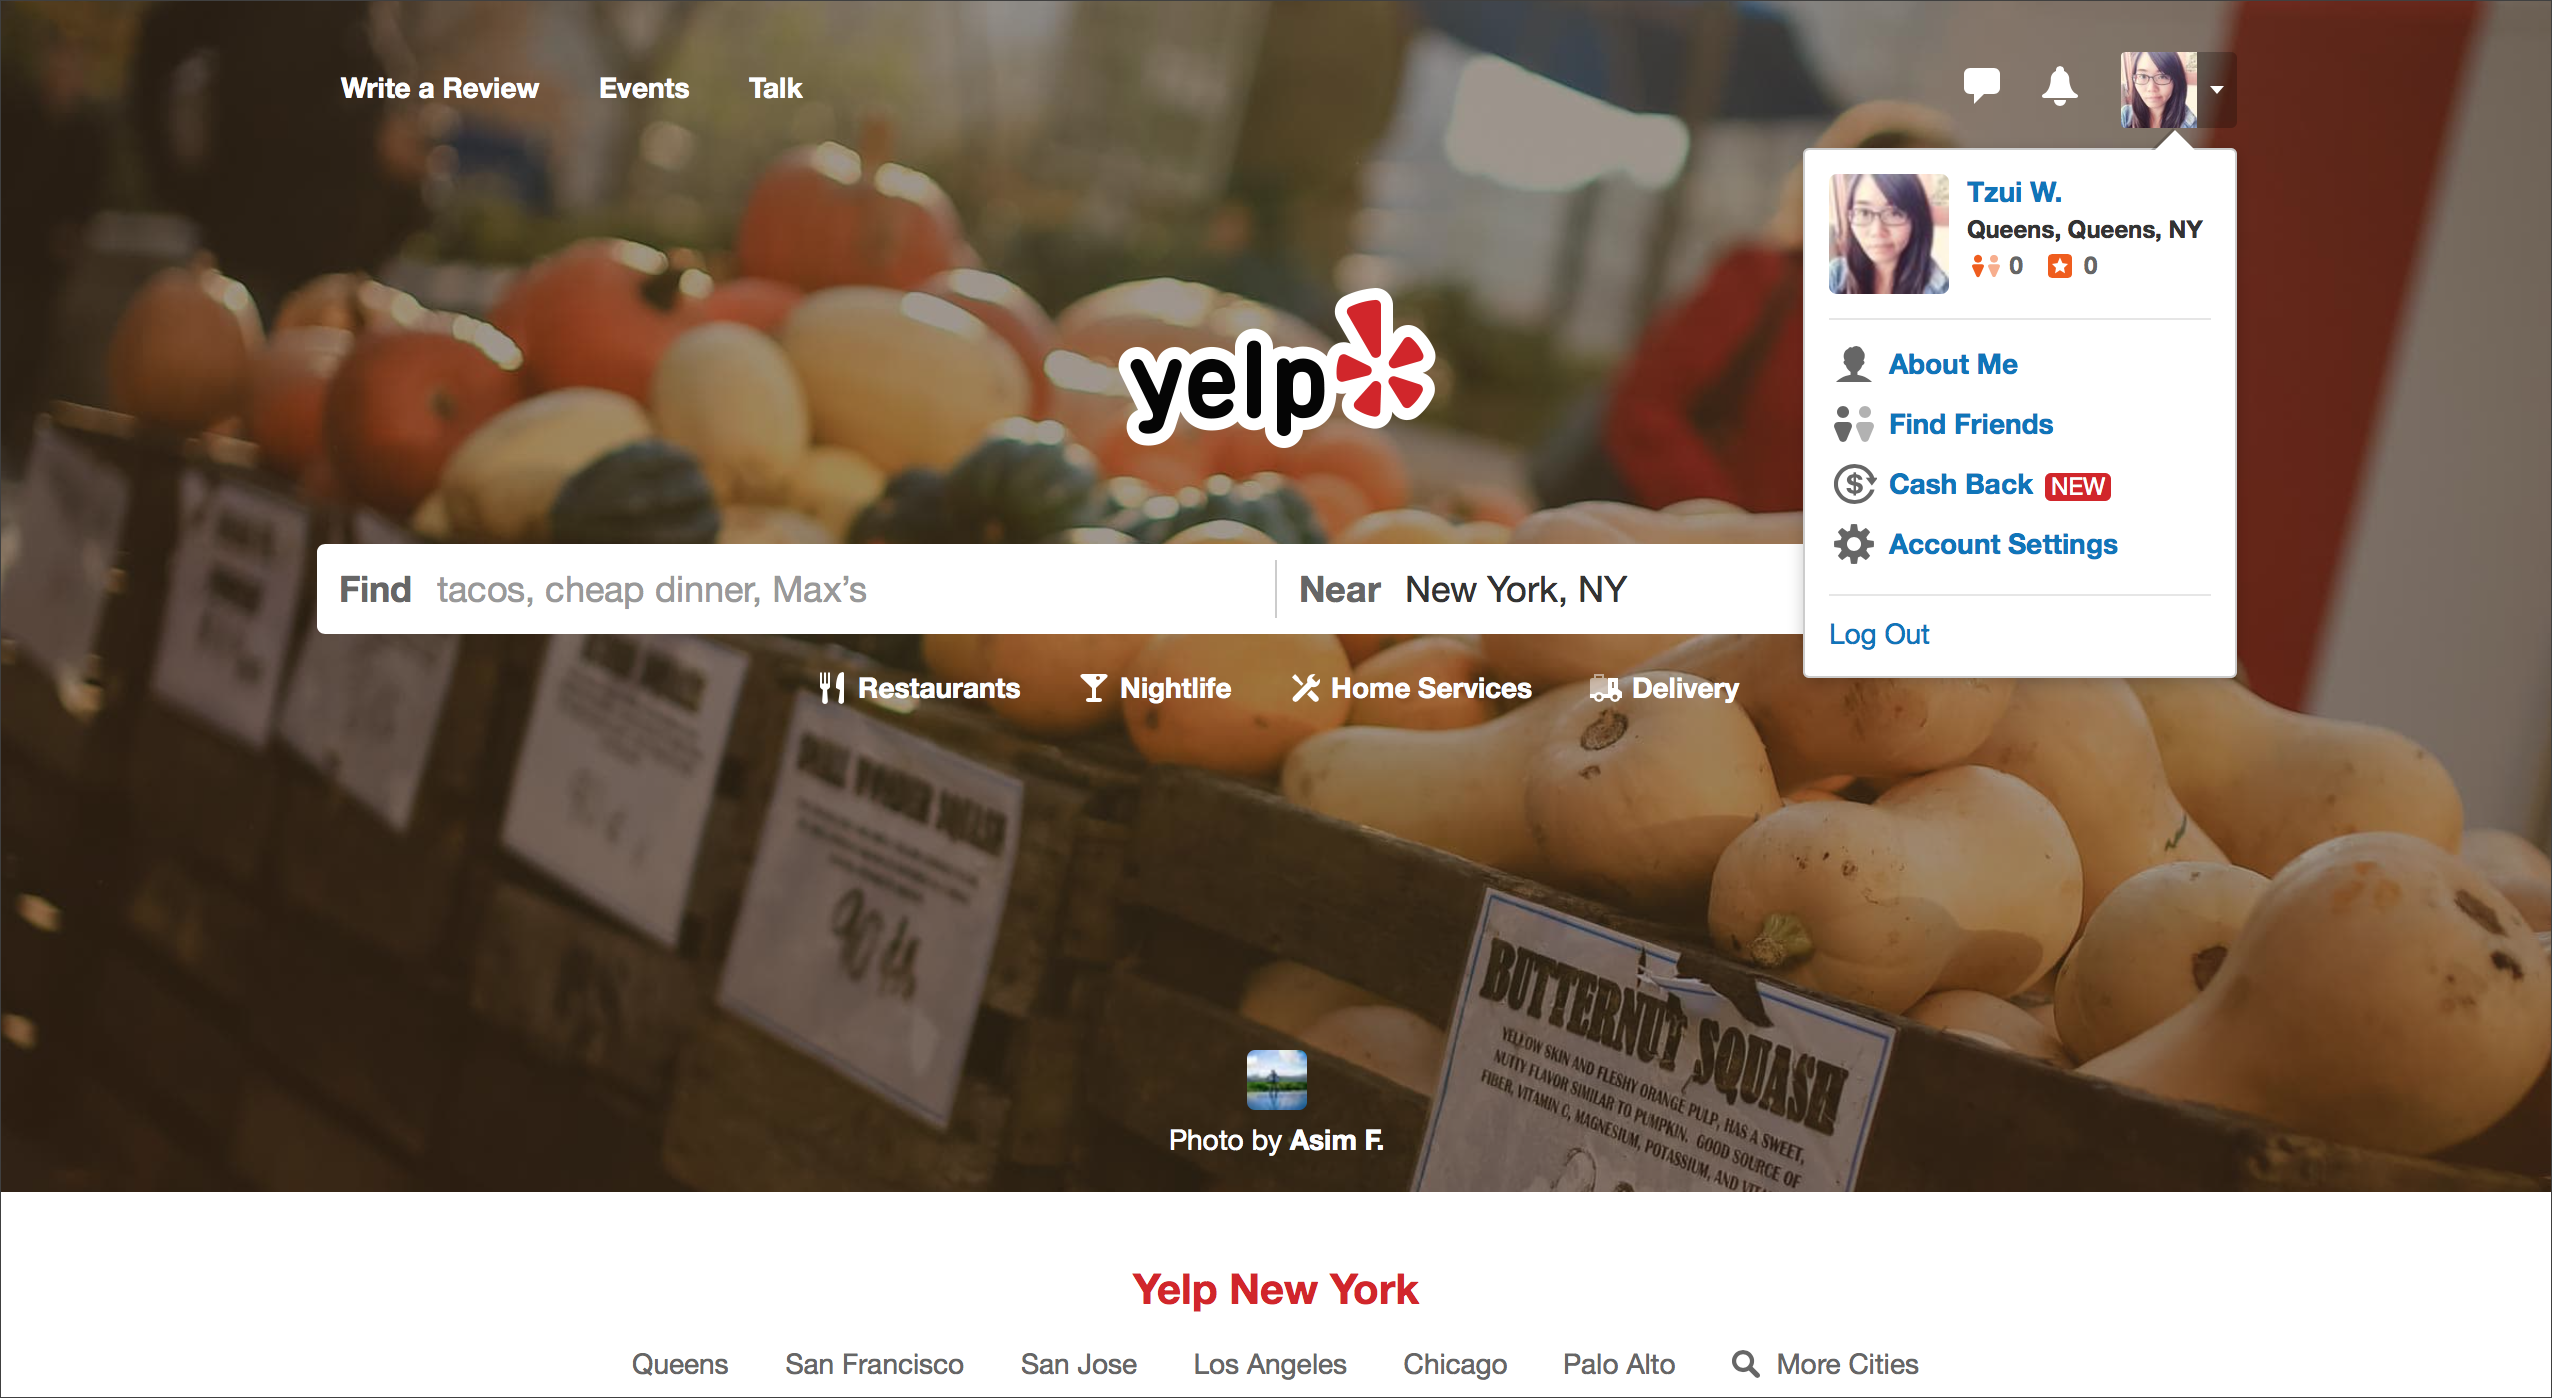 Write a Review Events Talk
Tzui W.
Queens, Queens, NY
0 0
yelp
About Me
Find Friends
Cash Back NEW
Account Settings
Log Out
Find tacos, cheap dinner, Max's Near New York, NY
Restaurants Nightlife Home Services Delivery
SQUASH
90
BUTTERNUT SQUASH
YELLOW SKIN AND FLESHY ORANGE PULP, HAS A SWEET,
NUTTY FLAVOR SIMILAR TO PUMPKIN. GOOD SOURCE OF
FIBER, VITAMIN C, MAGNESIUM, POTASSIUM, AND
Photo by Asim F.
Yelp New York
Queens San Francisco San Jose Los Angeles Chicago Palo Alto More Cities